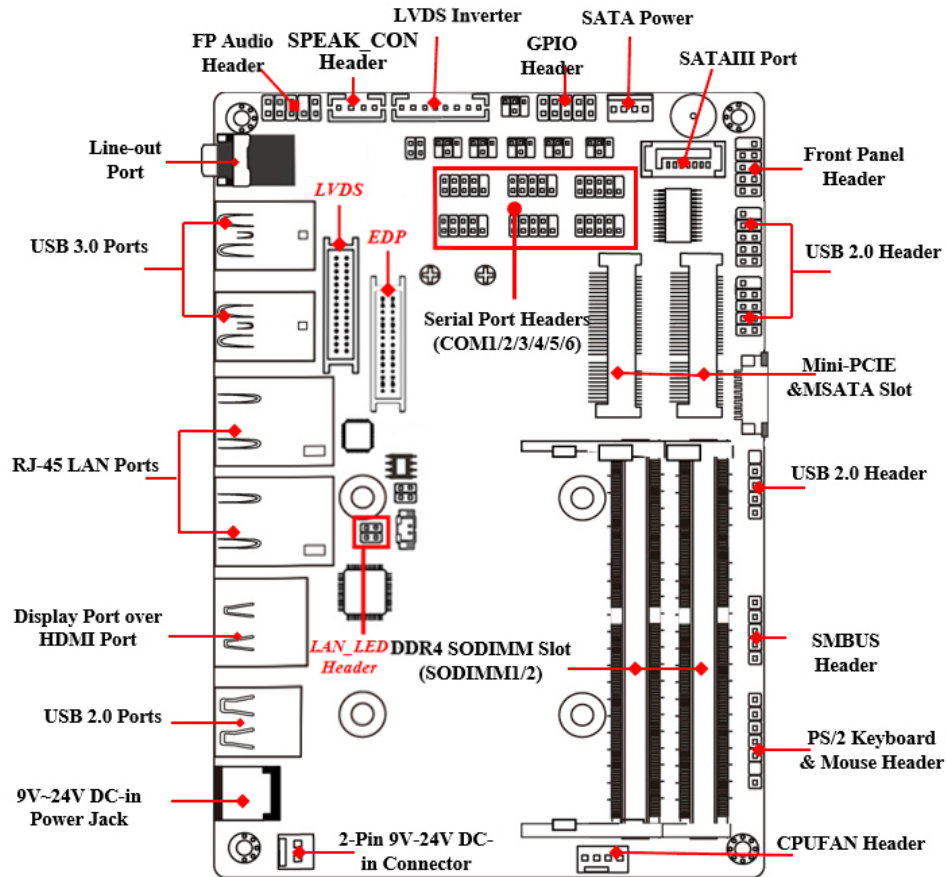 LVDS Inverter
SATA Power
FP Audio
Header
SPEAK_CON
Header
GPIO
Header
SATAIII Port
Line-out
Port
LVDS
Front Panel
Header
USB 3.0 Ports
EDP
USB 2.0 Header
Serial Port Headers
(COM1/2/3/4/5/6)
Mini-PCIE
&MSATA Slot
RJ-45 LAN Ports
USB 2.0 Header
Display Port over
HDMI Port
LAN_LED
Header
DDR4 SODIMM Slot
(SODIMM1/2)
SMBUS
Header
USB 2.0 Ports
PS/2 Keyboard
& Mouse Header
9V~24V DC-in
Power Jack
2-Pin 9V-24V DC-
in Connector
CPUFAN Header